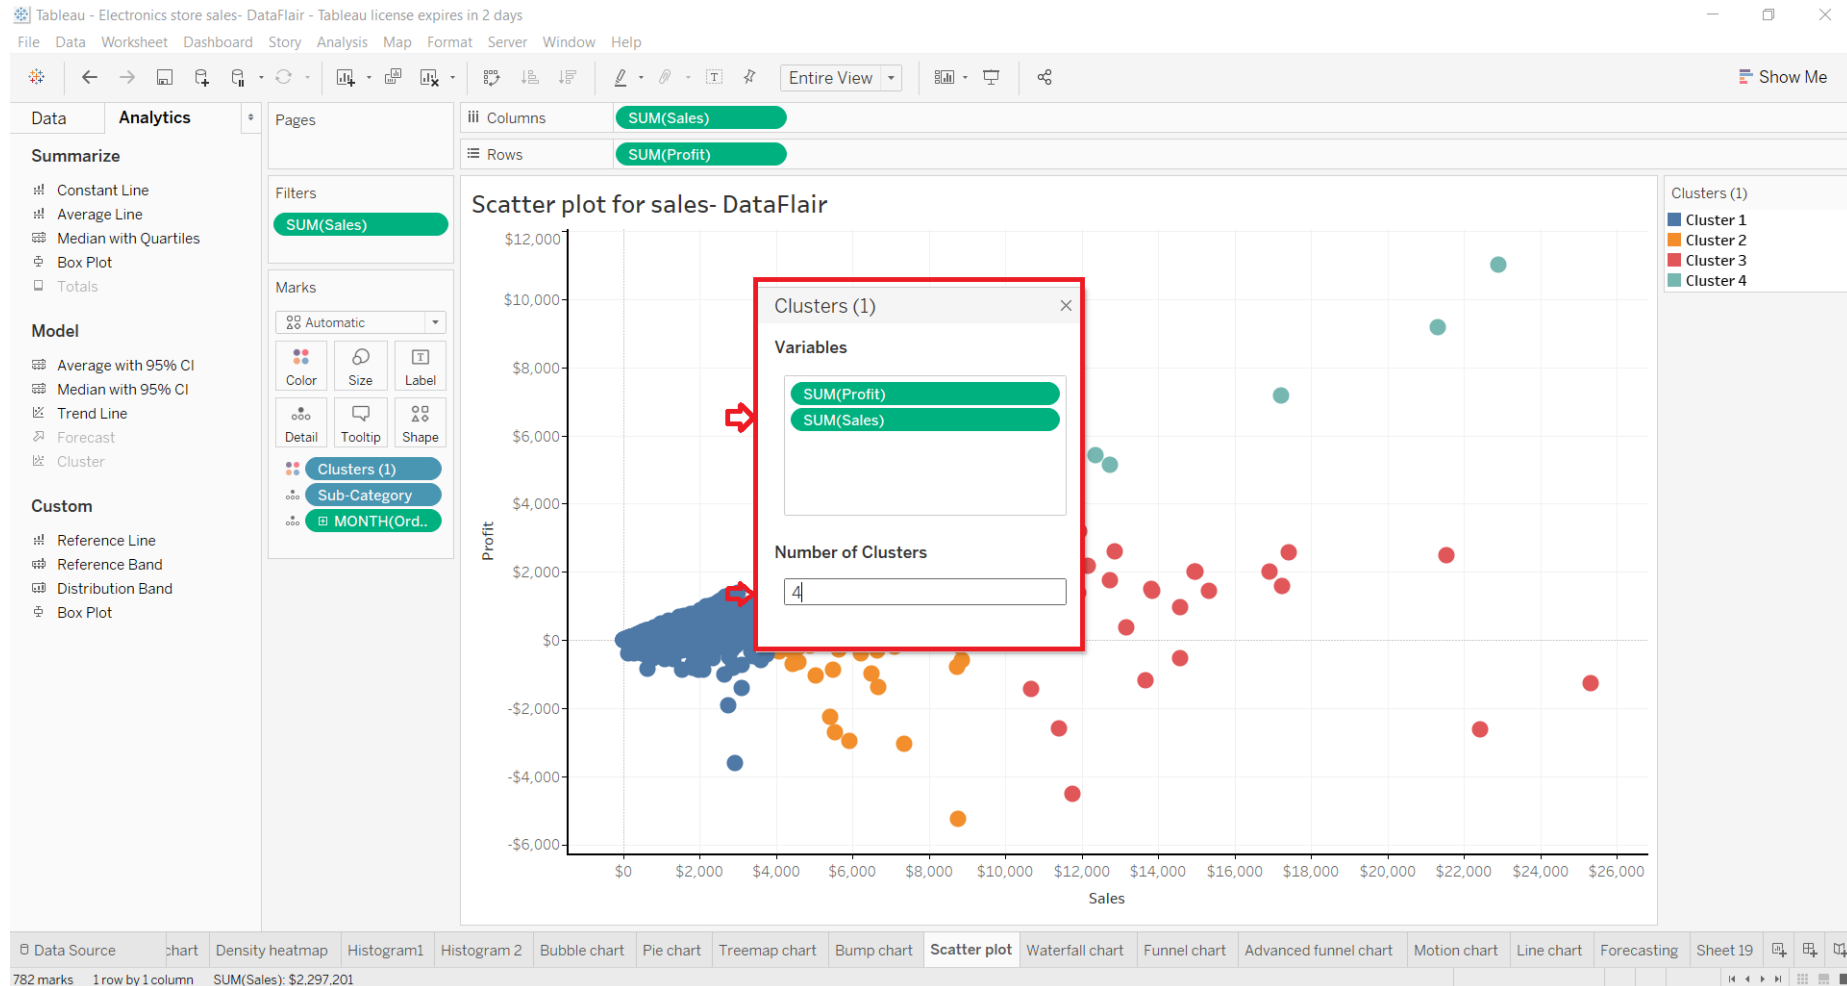 Tableau - Electronics store sales- DataFlair - Tableau license expires in 2 days
File Data Worksheet Dashboard Story Analysis Map Format Server Window Help
Entire View
Show Me
Data Analytics
Summarize
Constant Line
Average Line
Median with Quartiles
Box Plot
Totals
Model
Average with 95% CI
Median with 95% CI
Trend Line
Forecast
Cluster
Custom
Reference Line
Reference Band
Distribution Band
Box Plot
Pages
Filters
SUM(Sales)
Marks
Automatic
Color Size Label
Detail Tooltip Shape
Clusters (1)
Sub-Category
MONTH(Ord..
Columns SUM(Sales)
Rows SUM(Profit)
Scatter plot for sales- DataFlair
$12,000
$10,000
$8,000
$6,000
$4,000
$2,000
$0
-$2,000
-$4,000
-$6,000
Profit
$0 $2,000 $4,000 $6,000 $8,000 $10,000 $12,000 $14,000 $16,000 $18,000 $20,000 $22,000 $24,000 $26,000
Sales
Clusters (1)
Variables
SUM(Profit)
SUM(Sales)
Number of Clusters
4
Clusters (1)
Cluster 1
Cluster 2
Cluster 3
Cluster 4
Data Source chart Density heatmap Histogram1 Histogram 2 Bubble chart Pie chart Treemap chart Bump chart Scatter plot Waterfall chart Funnel chart Advanced funnel chart Motion chart Line chart Forecasting Sheet 19
782 marks 1 row by 1 column SUM(Sales): $2,297,201